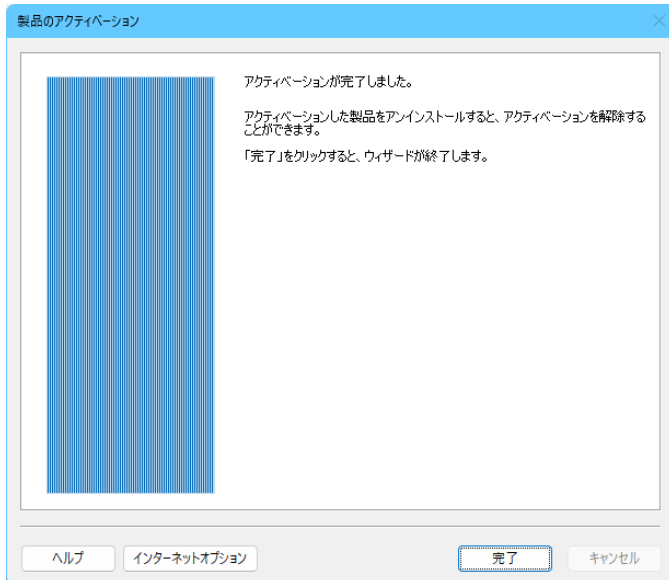 製品のアクティベーション
アクティベーションが完了しました。
アクティベーションした製品をアンインストールすると、アクティベーションを解除する
ことができます。
「完了」をクリックすると、ウィザードが終了します。
ヘルプ
インターネットオプション
完了
キャンセル